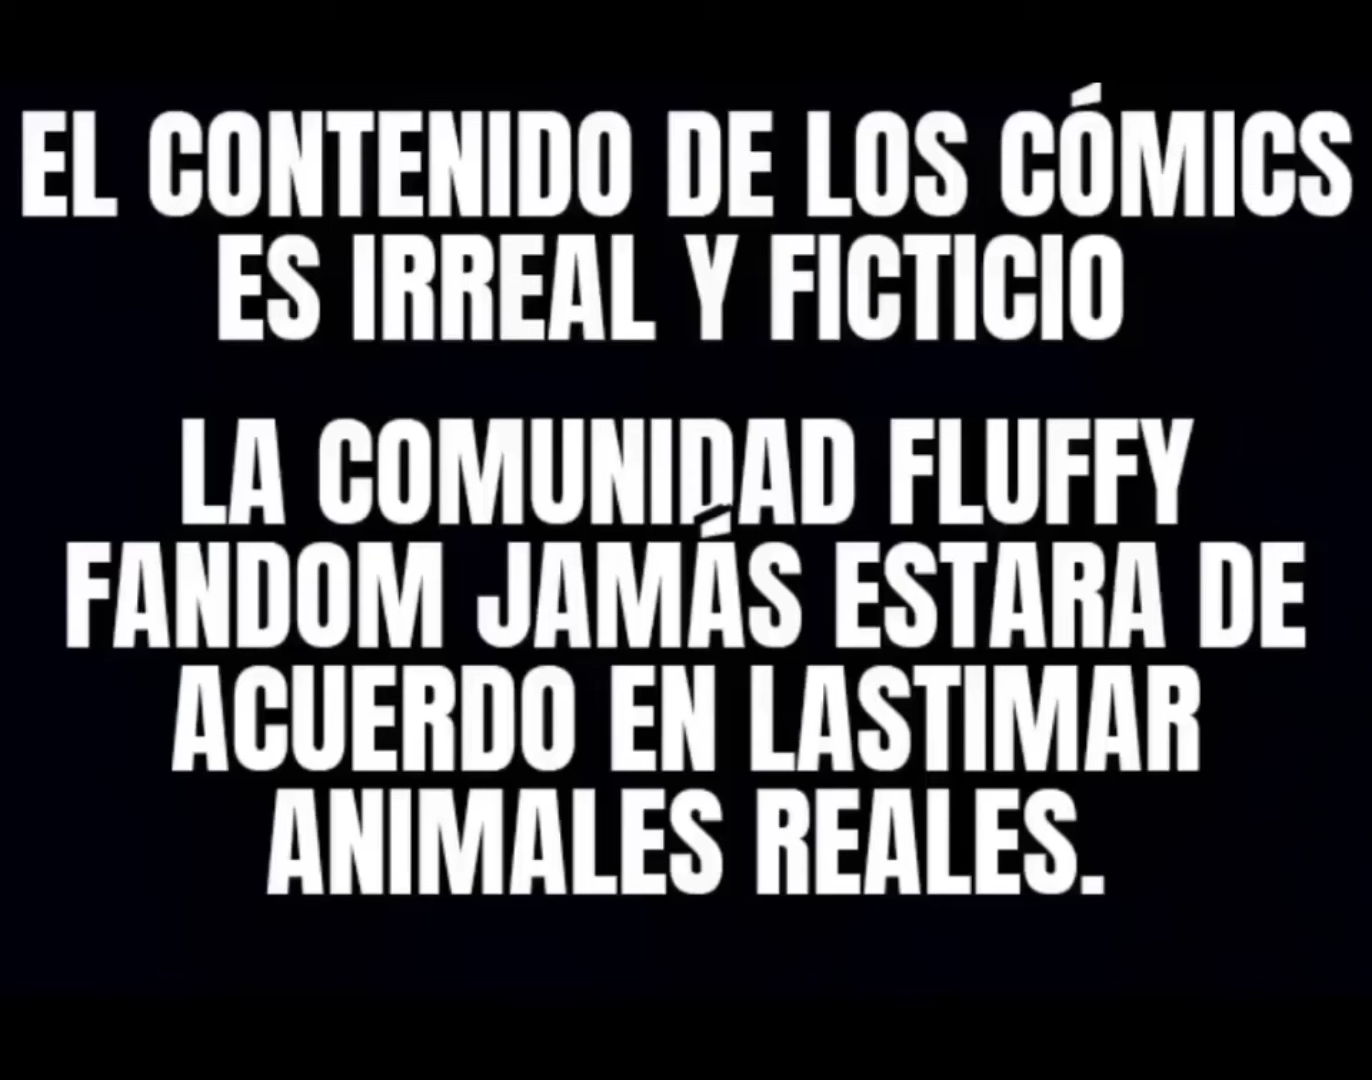 EL CONTENIDO DE LOS CÓMICS
ES IRREAL Y FICTICIO
LA COMUNIDAD FLUFFY
FANDOM JAMÁS ESTARA DE
ACUERDO EN LASTIMAR
ANIMALES REALES.